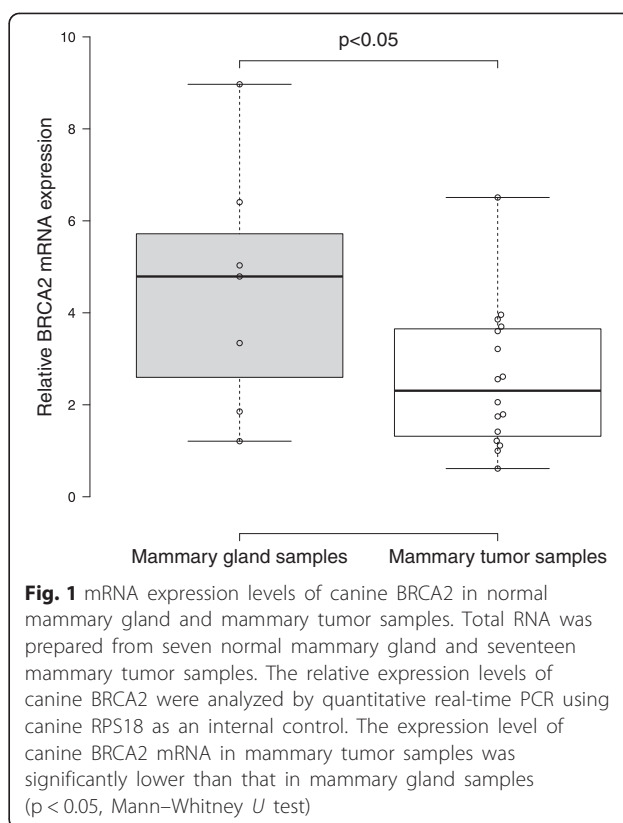 10
p<0.05
8
6
4
2
0
Relative BRCA2 mRNA expression
Mammary gland samples
Mammary tumor samples
Fig. 1 mRNA expression levels of canine BRCA2 in normal
mammary gland and mammary tumor samples. Total RNA was
prepared from seven normal mammary gland and seventeen
mammary tumor samples. The relative expression levels of
canine BRCA2 were analyzed by quantitative real-time PCR using
canine RPS18 as an internal control. The expression level of
canine BRCA2 mRNA in mammary tumor samples was
significantly lower than that in mammary gland samples
(p < 0.05, Mann–Whitney U test)